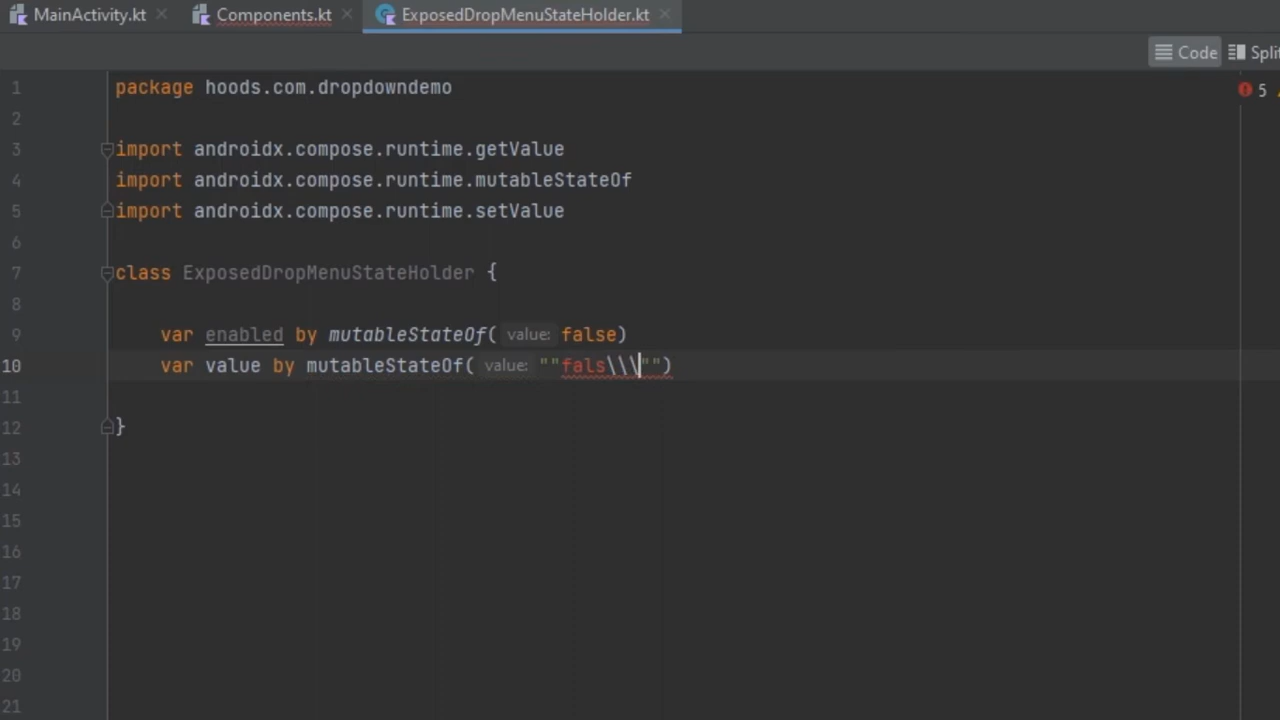 MainActivity.kt Components.kt ExposedDropMenuStateHolder.kt
Code Split
1 package hoods.com.dropdowndemo 5
2
3 import androidx.compose.runtime.getValue
4 import androidx.compose.runtime.mutableStateOf
5 import androidx.compose.runtime.setValue
6
7 class ExposedDropMenuStateHolder {
8
9 var enabled by mutableStateOf( value: false)
10 var value by mutableStateOf( value: ""fals\\\"")
11
12 }
13
14
15
16
17
18
19
20
21